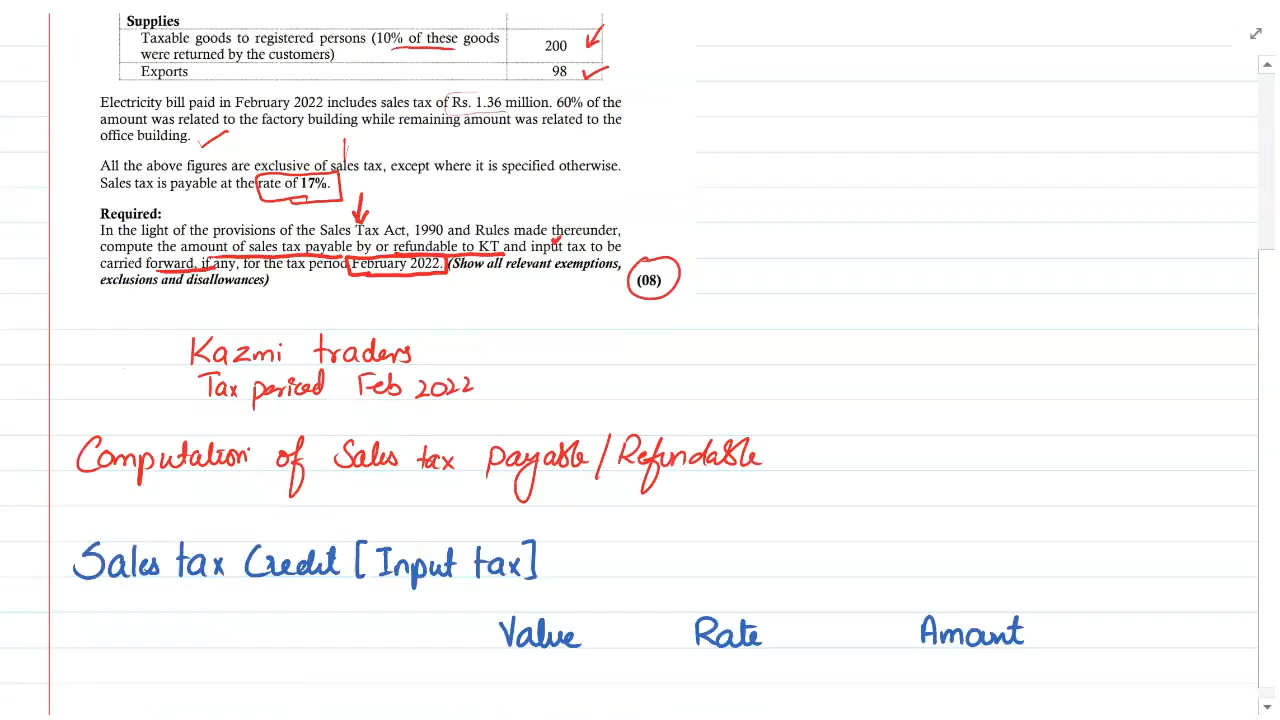 Supplies
Taxable goods to registered persons (10% of these goods
were returned by the customers)
200
Exports
98
Electricity bill paid in February 2022 includes sales tax of Rs. 1.36 million. 60% of the
amount was related to the factory building while remaining amount was related to the
office building.
All the above figures are exclusive of sales tax, except where it is specified otherwise.
Sales tax is payable at the rate of 17%.
Required:
In the light of the provisions of the Sales Tax Act, 1990 and Rules made thereunder,
compute the amount of sales tax payable by or refundable to KT and input tax to be
carried forward, if any, for the tax period February 2022. (Show all relevant exemptions,
exclusions and disallowances)
(08)
Kazmi traders
Tax period Feb 2022
Computation of Sales tax payable/Refundable
Sales tax Credit [Input tax]
Value Rate Amount